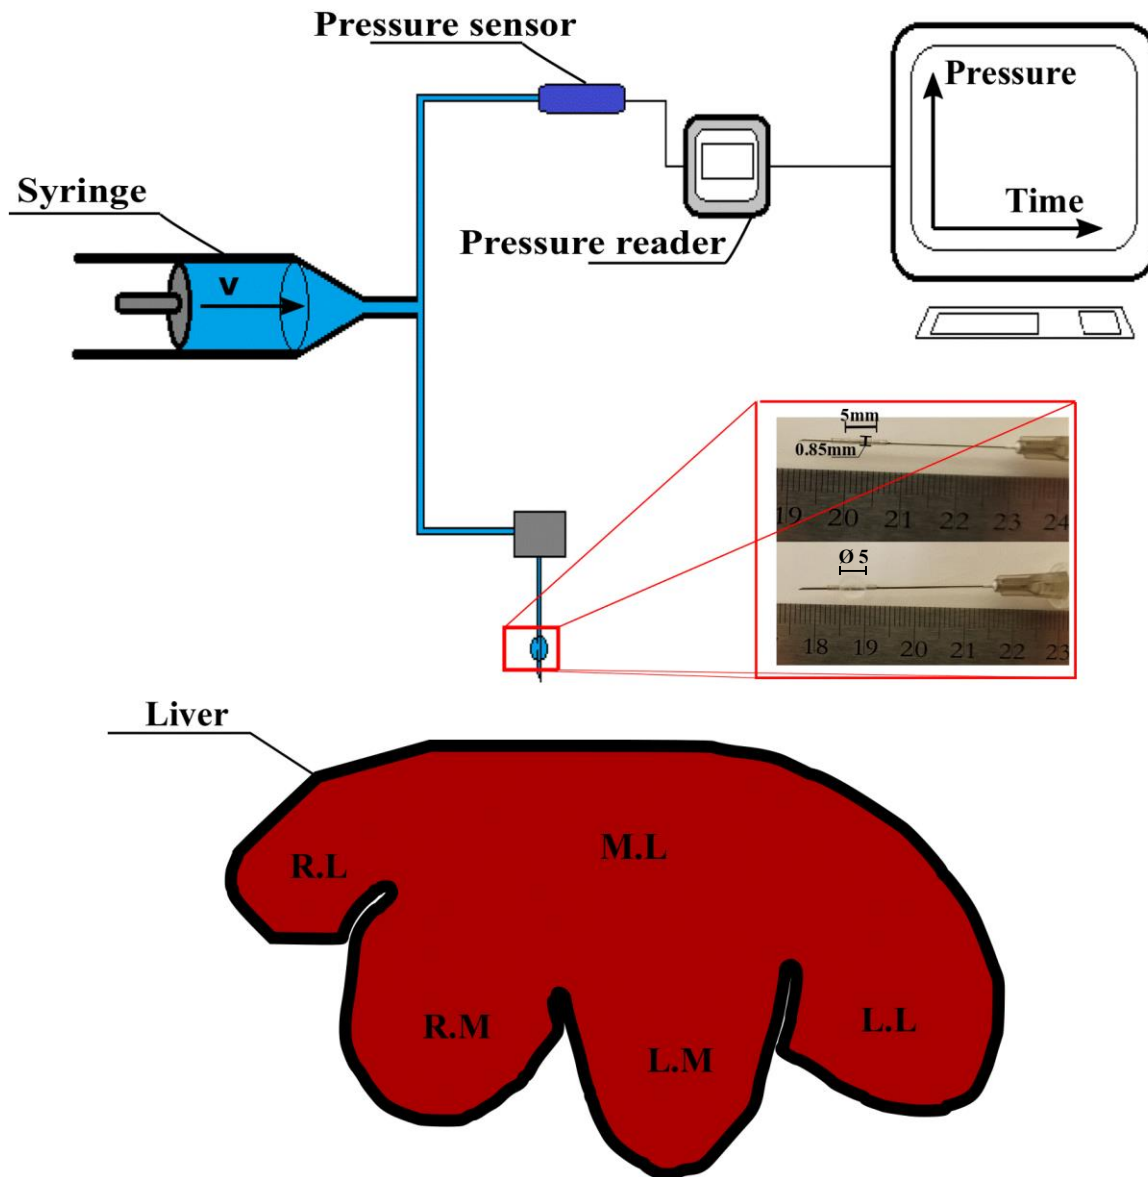 Pressure sensor
Pressure
Syringe
Time
Pressure reader
v
5mm
0.85mm
19 20 21 22 23 24
Ø 5
18 19 20 21 22 23
Liver
R.L
M.L
R.M
L.M
L.L